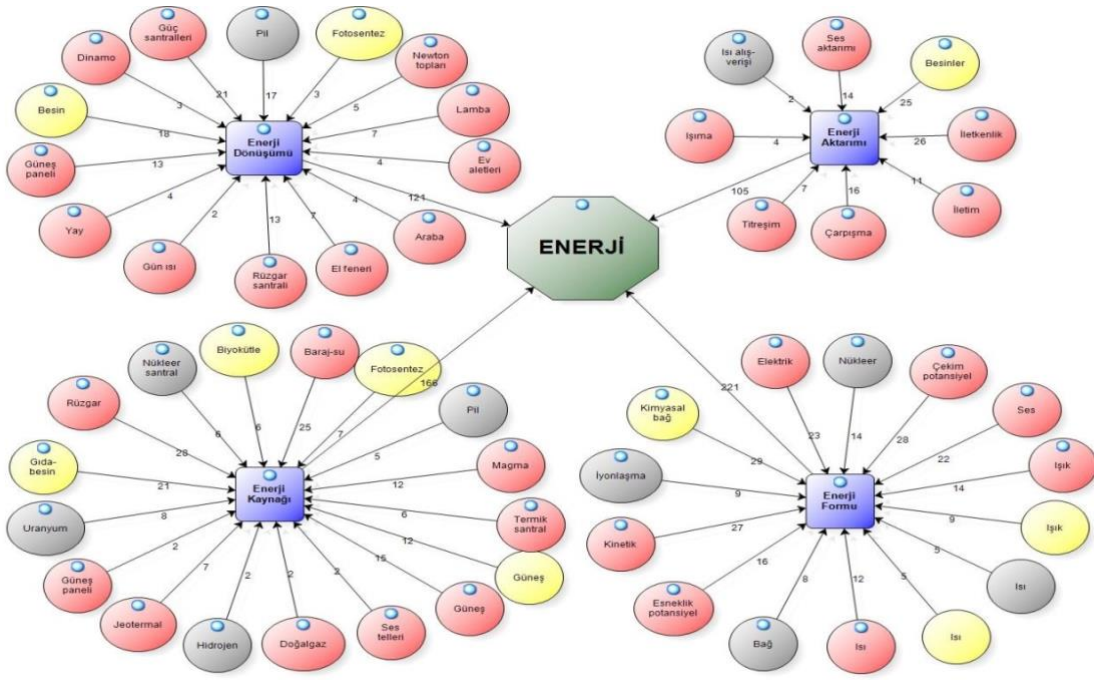 Güç
santralleri
Pil
Fotosentez
Dinamo
Newton
topları
Besin
Lamba
Güneş
paneli
Ev
aletleri
Yay
Araba
Gün ısı
Rüzgar
santrali
El feneri
21
17
3
3
5
18
7
13
4
4
2
13
7
4
121
Enerji
Dönüşümü
Isı alış-
verişi
Ses
aktarımı
Besinler
Işıma
İletkenlik
Titreşim
Çarpışma
İletim
2
14
25
4
26
7
16
11
105
Enerji
Aktarımı
ENERJİ
Nükleer
santral
Biyokütle
Baraj-su
Fotosentez
166
Rüzgar
Pil
Gıda-
besin
Magma
Uranyum
Termik
santral
Güneş
paneli
Güneş
Jeotermal
Güneş
Hidrojen
Doğalgaz
Ses
telleri
6
6
25
7
28
5
21
12
8
6
2
12
7
15
2
2
2
Enerji
Kaynağı
221
Elektrik
Nükleer
Çekim
potansiyel
Kimyasal
bağ
Ses
İyonlaşma
Işık
Kinetik
Işık
Esneklik
potansiyel
Isı
Bağ
Isı
Isı
23
14
28
29
22
9
14
27
9
16
5
8
12
5
Enerji
Formu